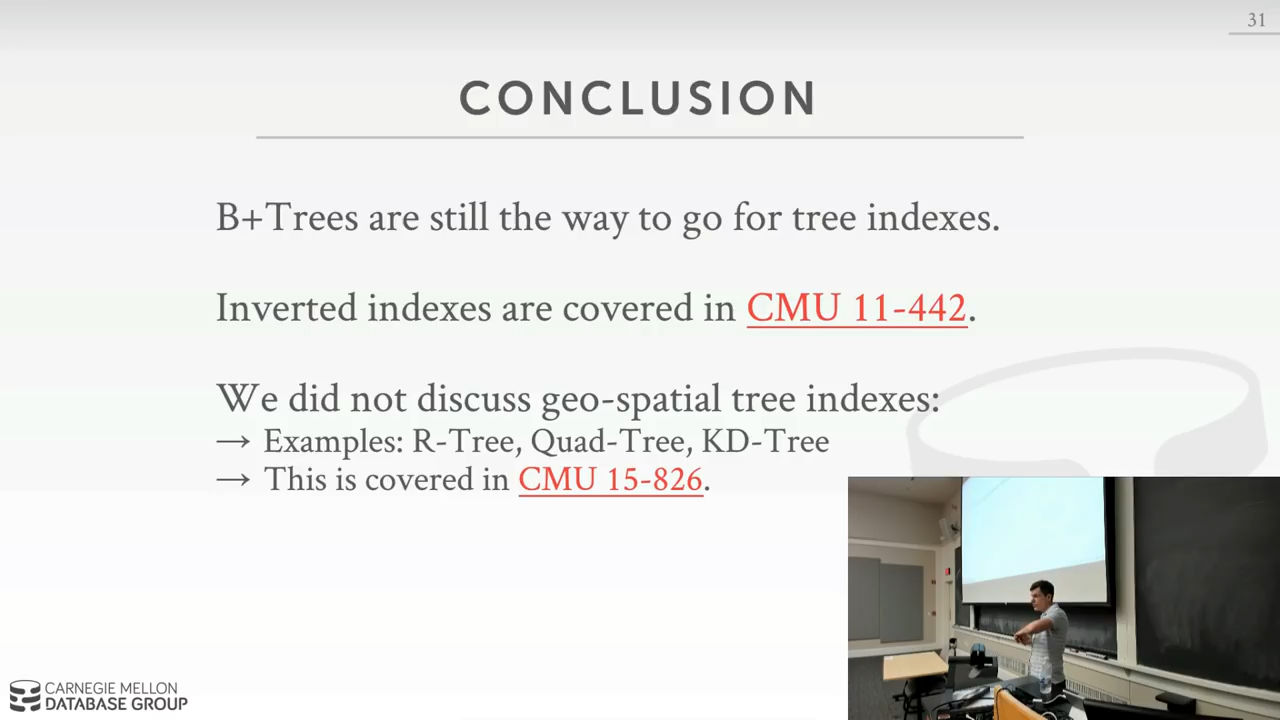 31
CONCLUSION
B+Trees are still the way to go for tree indexes.
Inverted indexes are covered in CMU 11-442.
We did not discuss geo-spatial tree indexes:
→ Examples: R-Tree, Quad-Tree, KD-Tree
→ This is covered in CMU 15-826.
CARNEGIE MELLON
DATABASE GROUP